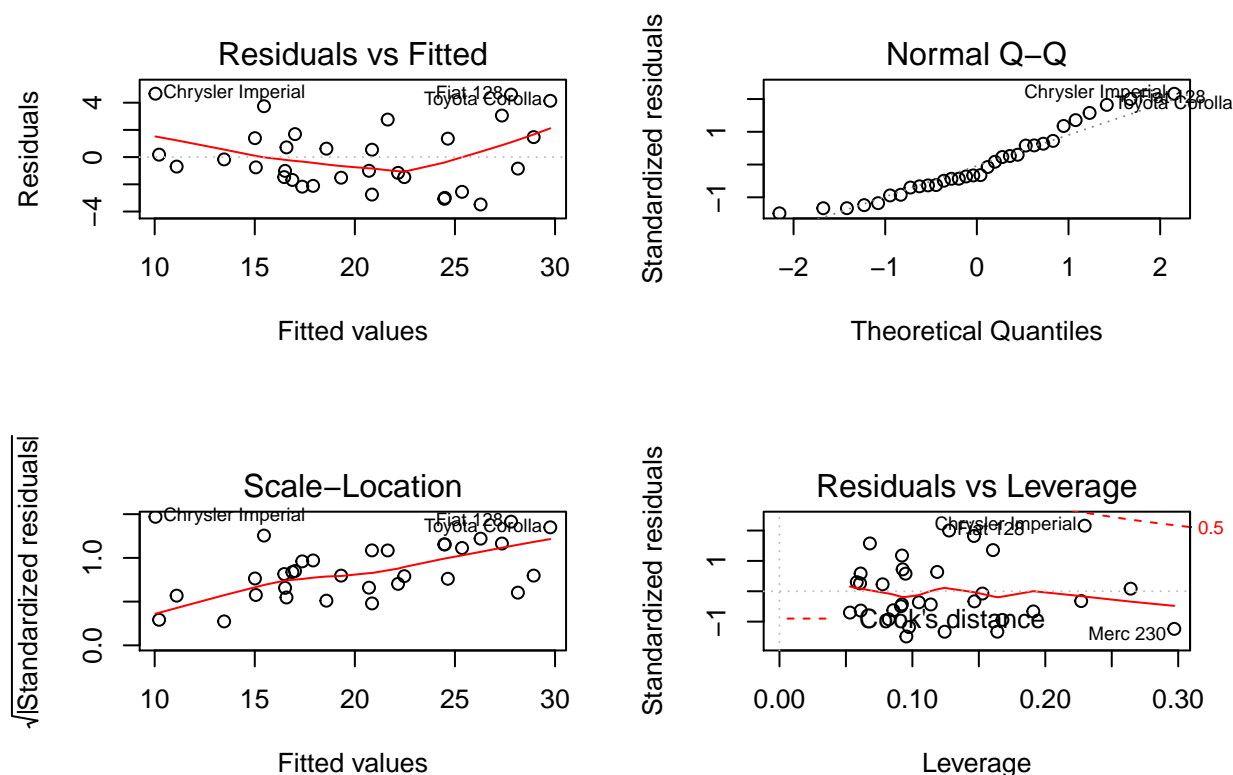 Residuals vs Fitted
Residuals
4
0
−4
Chrysler Imperial
Fiat 128
Toyota Corolla
10 15 20 25 30
Fitted values
Normal Q−Q
Standardized residuals
1
−1
Chrysler Imperial
Fiat 128
Toyota Corolla
−2 −1 0 1 2
Theoretical Quantiles
Scale−Location
√|Standardized residuals|
1.0
0.0
Chrysler Imperial
Fiat 128
Toyota Corolla
10 15 20 25 30
Fitted values
Residuals vs Leverage
Standardized residuals
1
−1
Chrysler Imperial
Fiat 128
0.5
Cook's distance
Merc 230
0.00 0.10 0.20 0.30
Leverage